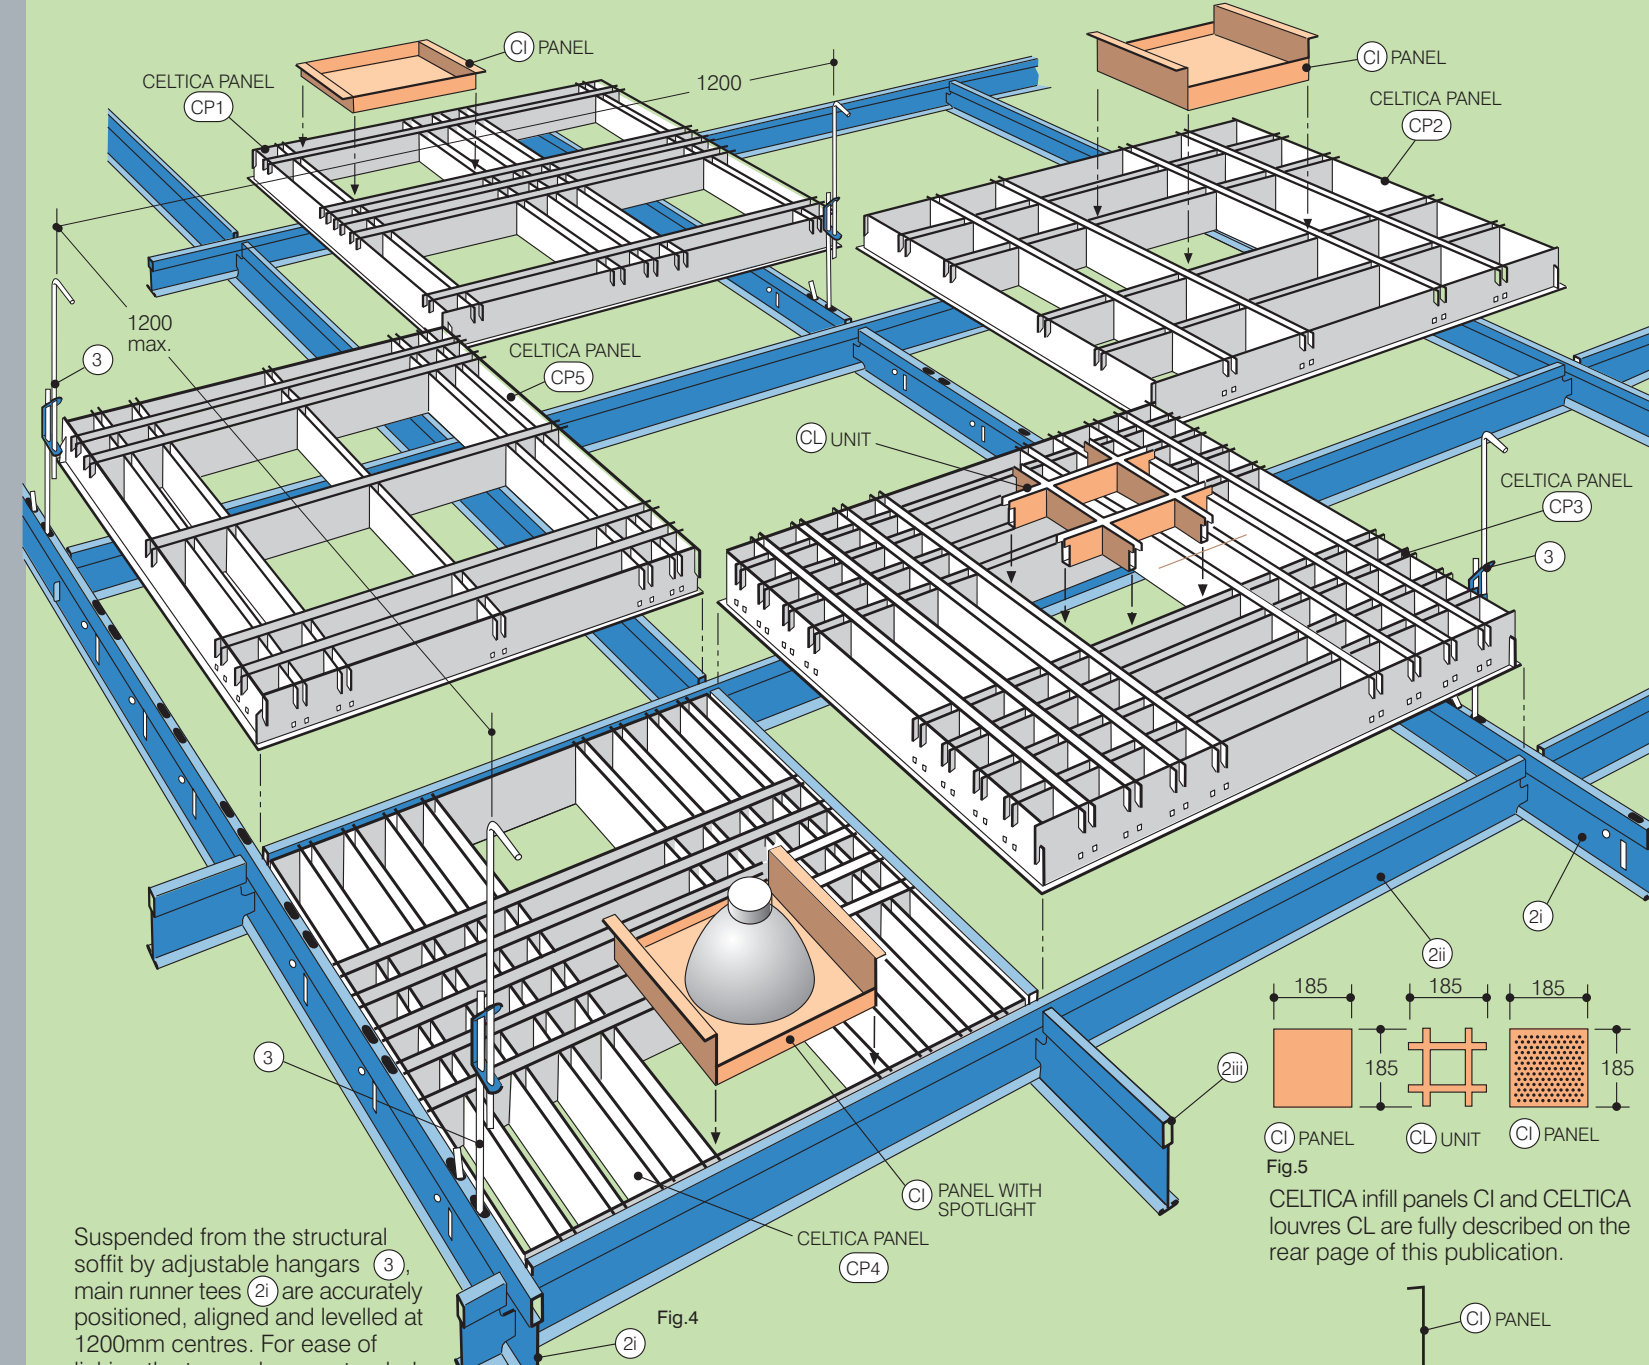 CI PANEL
CELTICA PANEL
CP1
1200
CI PANEL
CELTICA PANEL
CP2
1200
max.
3
CELTICA PANEL
CP5
CL UNIT
CELTICA PANEL
CP3
3
2i
2ii
185
185
185
185
185
2iii
CI PANEL
CL UNIT
CI PANEL
Fig.5
CELTICA infill panels CI and CELTICA
louvres CL are fully described on the
rear page of this publication.
CI PANEL
3
CI PANEL WITH
SPOTLIGHT
CELTICA PANEL
CP4
Fig.4
2i
Suspended from the structural
soffit by adjustable hangars 3,
main runner tees 2i are accurately
positioned, aligned and levelled at
1200mm centres. For ease of